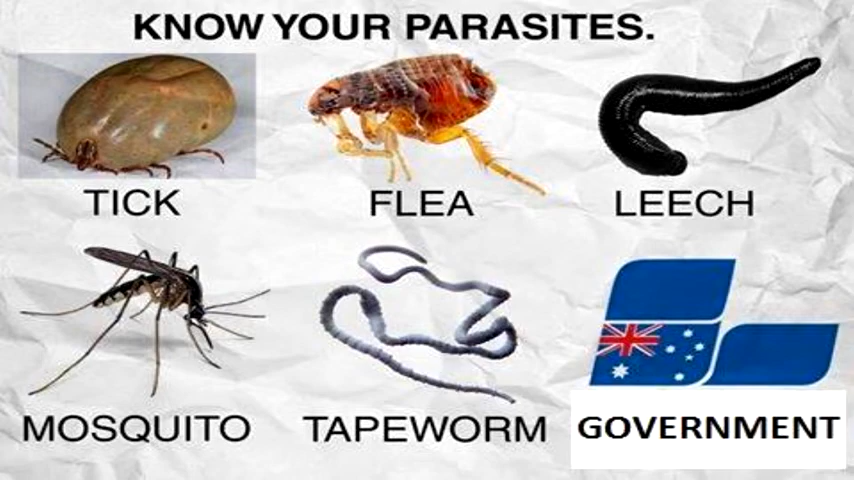 KNOW YOUR PARASITES.
TICK
FLEA
LEECH
MOSQUITO
TAPEWORM
GOVERNMENT